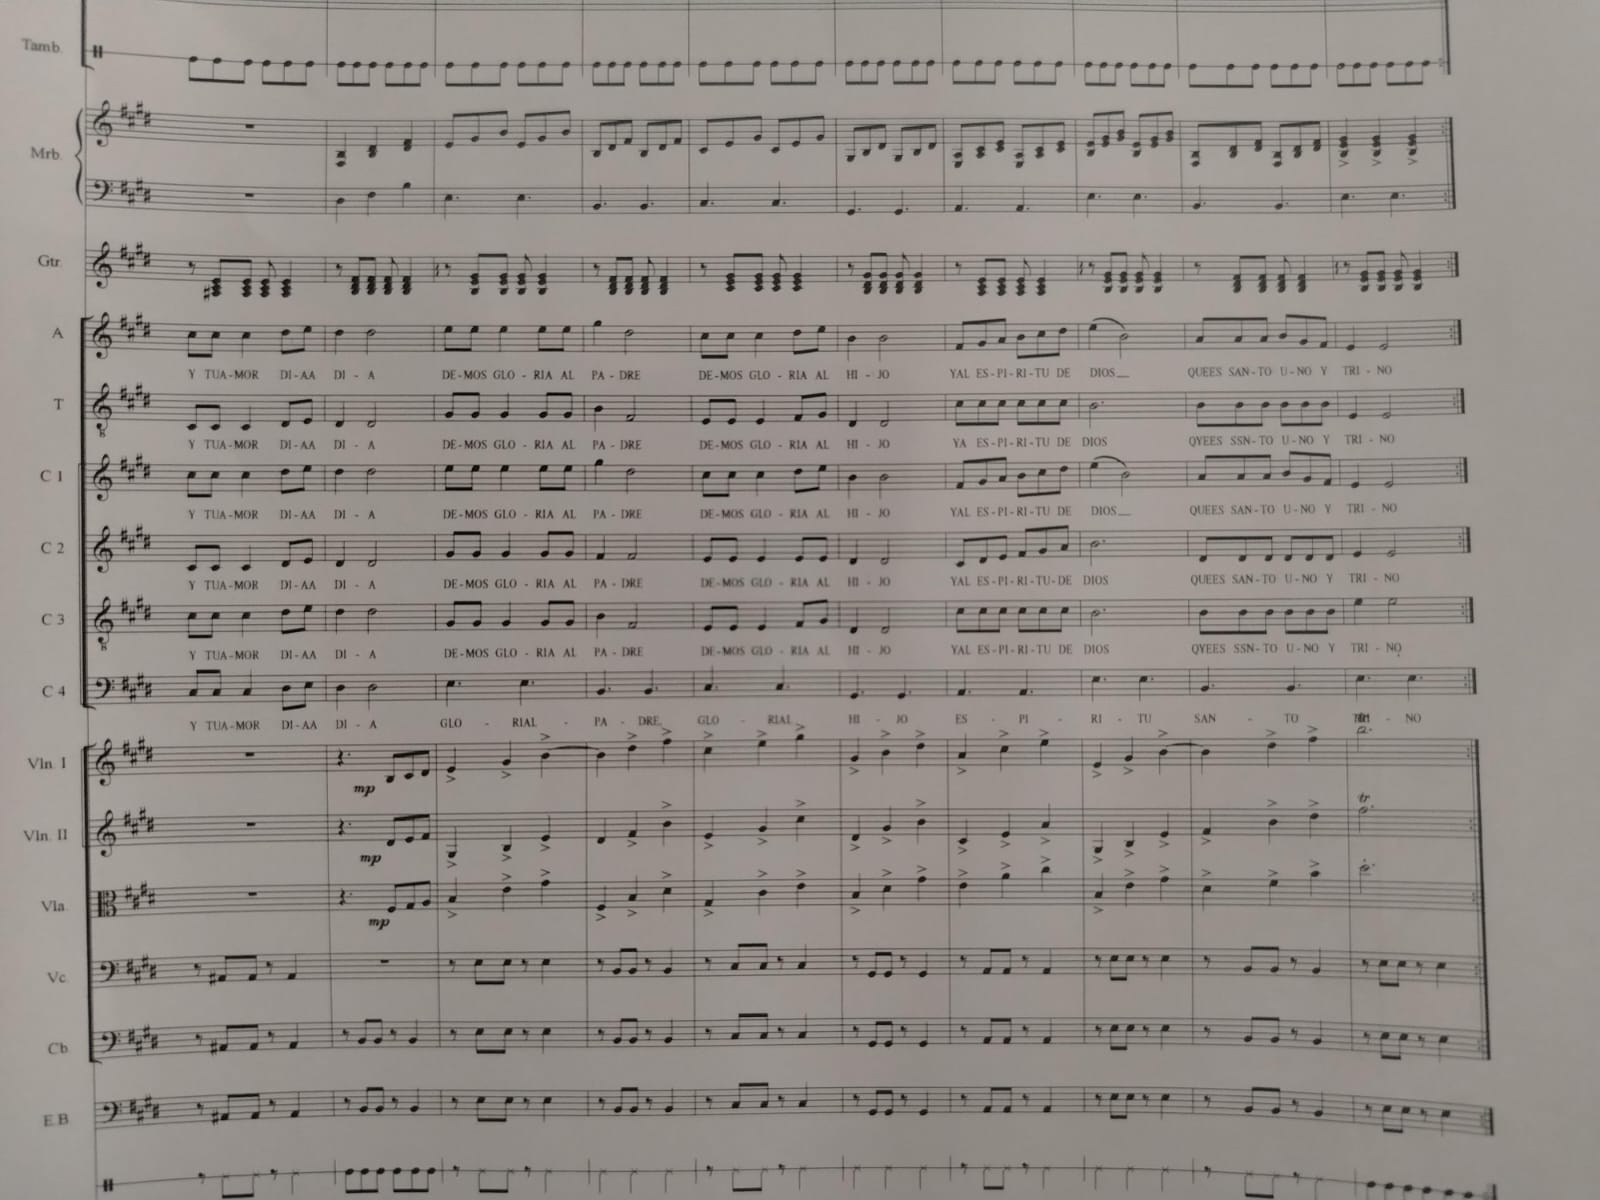 Tamb.
Mrb.
Gtr.
A
Y TUA-MOR DI-AA DI - A DE-MOS GLO - RIA AL PA - DRE DE-MOS GLO - RIA AL HI - JO YAL ES-PI-RI-TU DE DIOS__ QUEES SAN-TO U-NO Y TRI - NO
T
Y TUA-MOR DI-AA DI - A DE-MOS GLO - RIA AL PA - DRE DE-MOS GLO - RIA AL HI - JO YA ES-PI-RI-TU DE DIOS QYEES SSN-TO U-NO Y TRI - NO
C 1
Y TUA-MOR DI-AA DI - A DE-MOS GLO - RIA AL PA - DRE DE-MOS GLO - RIA AL HI - JO YAL ES-PI-RI-TU DE DIOS__ QUEES SAN-TO U-NO Y TRI - NO
C 2
Y TUA-MOR DI-AA DI - A DE-MOS GLO - RIA AL PA - DRE DE-MOS GLO - RIA AL HI - JO YAL ES-PI-RI-TU-DE DIOS QUEES SAN-TO U-NO Y TRI - NO
C 3
Y TUA-MOR DI-AA DI - A DE-MOS GLO - RIA AL PA - DRE DE-MOS GLO - RIA AL HI - JO YAL ES-PI-RI-TU DE DIOS QYEES SSN-TO U-NO Y TRI - NO
C 4
Y TUA-MOR DI-AA DI - A GLO - RIAL - PA - DRE GLO - RIAL HI - JO ES - PI - RI - TU SAN - TO TRI - NO
Vln. I
mp
Vln. II
tr
mp
Vla.
mp
Vc.
Cb.
E.B.